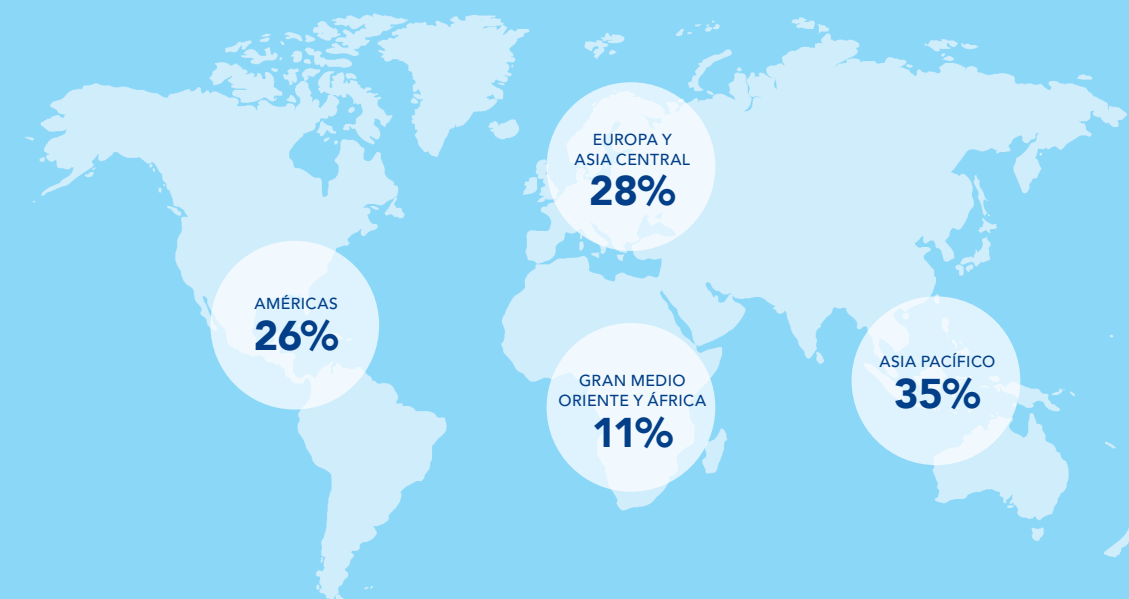 EUROPA Y
ASIA CENTRAL
28%
AMÉRICAS
26%
GRAN MEDIO
ORIENTE Y ÁFRICA
11%
ASIA PACÍFICO
35%